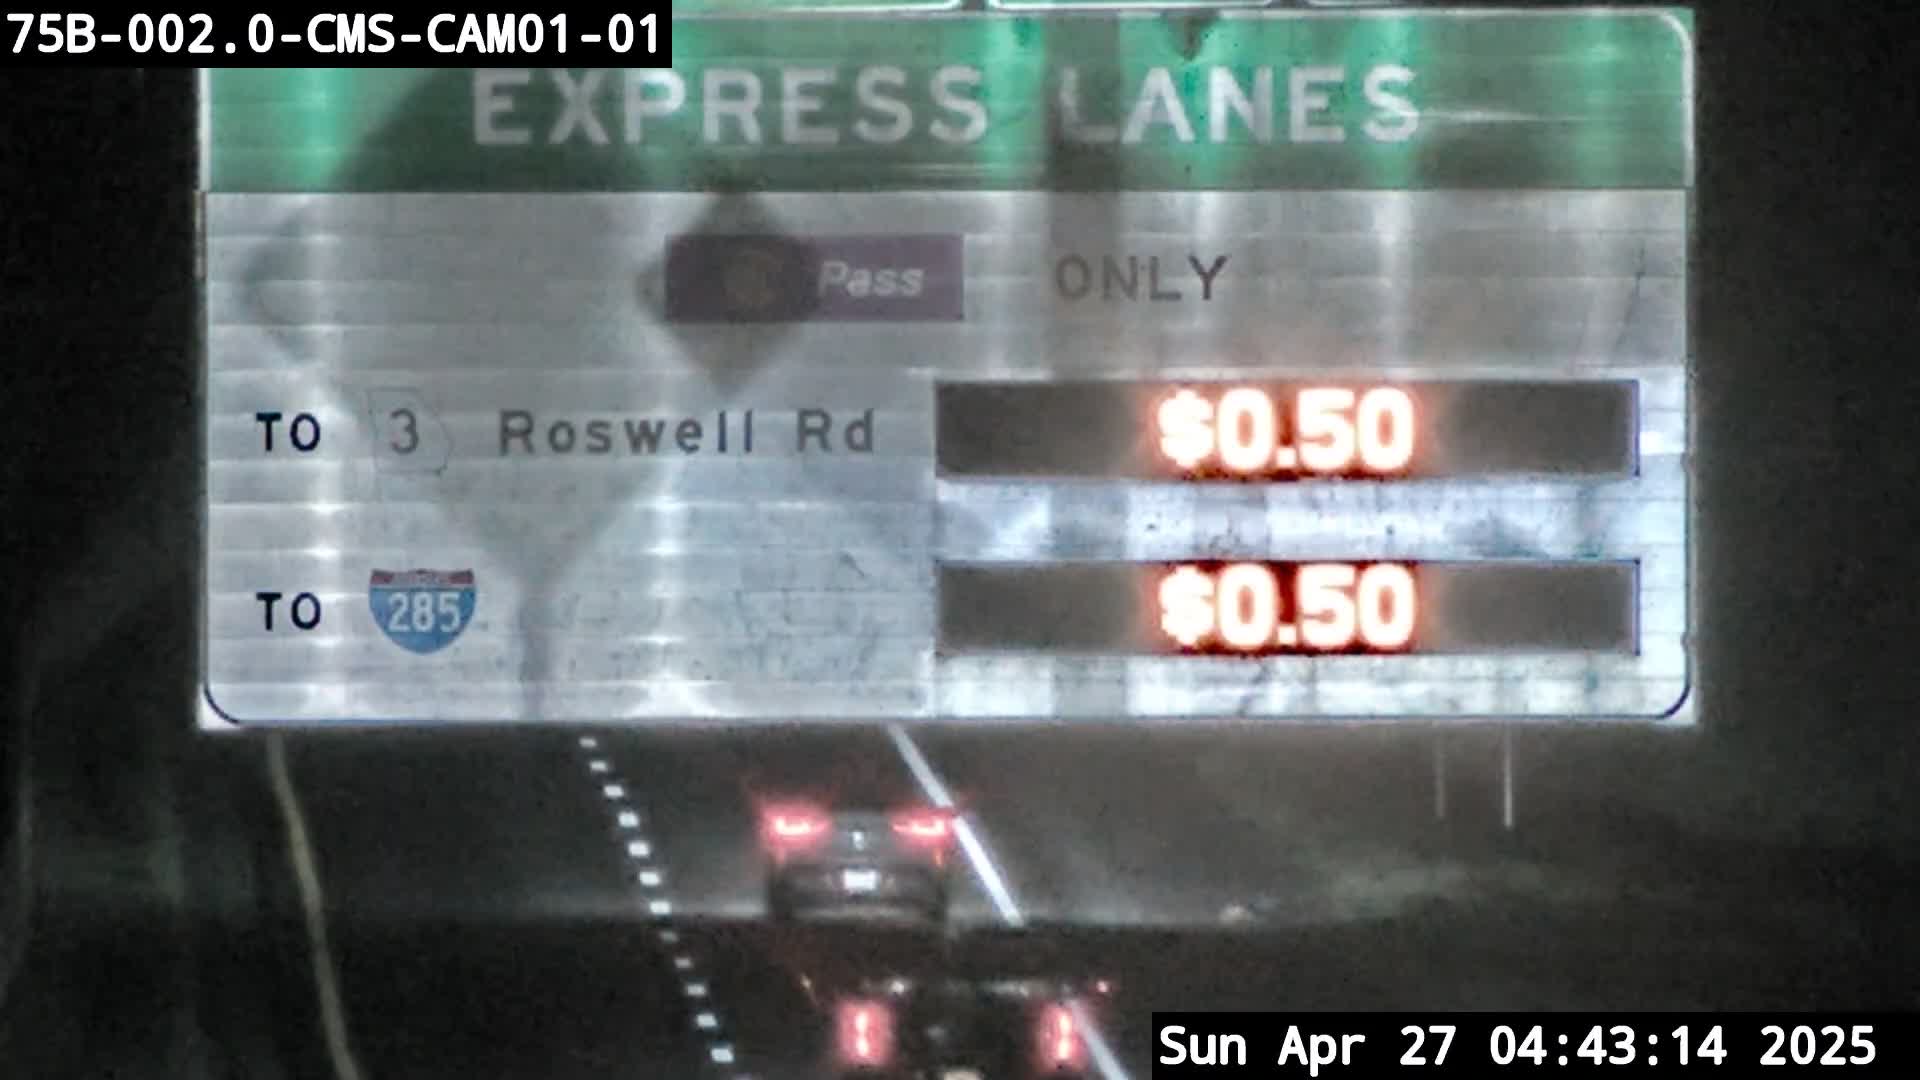 75B-002.0-CMS-CAM01-01
EXPRESS LANES
Pass ONLY
TO 3 Roswell Rd $0.50
TO 285 $0.50
Sun Apr 27 04:43:14 2025